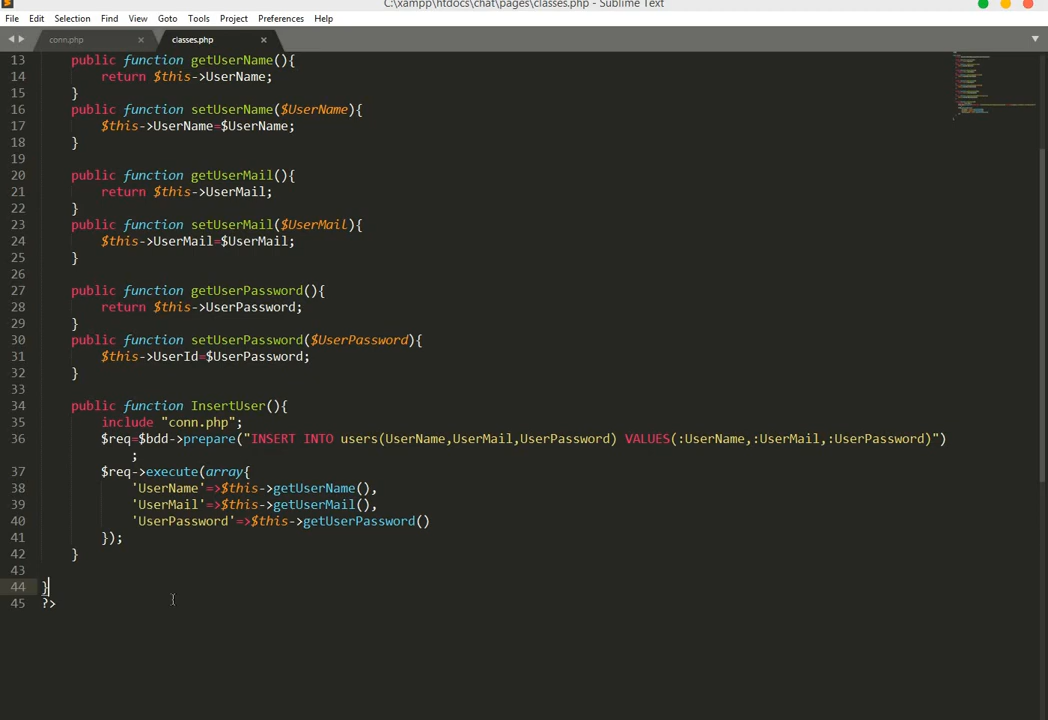 C:\xampp\htdocs\chat\pages\classes.php - Sublime Text
File Edit Selection Find View Goto Tools Project Preferences Help
conn.php × classes.php ×
13 public function getUserName(){
14 return $this->UserName;
15 }
16 public function setUserName($UserName){
17 $this->UserName=$UserName;
18 }
19
20 public function getUserMail(){
21 return $this->UserMail;
22 }
23 public function setUserMail($UserMail){
24 $this->UserMail=$UserMail;
25 }
26
27 public function getUserPassword(){
28 return $this->UserPassword;
29 }
30 public function setUserPassword($UserPassword){
31 $this->UserId=$UserPassword;
32 }
33
34 public function InsertUser(){
35 include "conn.php";
36 $req=$bdd->prepare("INSERT INTO users(UserName,UserMail,UserPassword) VALUES(:UserName,:UserMail,:UserPassword)")
;
37 $req->execute(array{
38 'UserName'=>$this->getUserName(),
39 'UserMail'=>$this->getUserMail(),
40 'UserPassword'=>$this->getUserPassword()
41 });
42 }
43
44 }
45 ?>